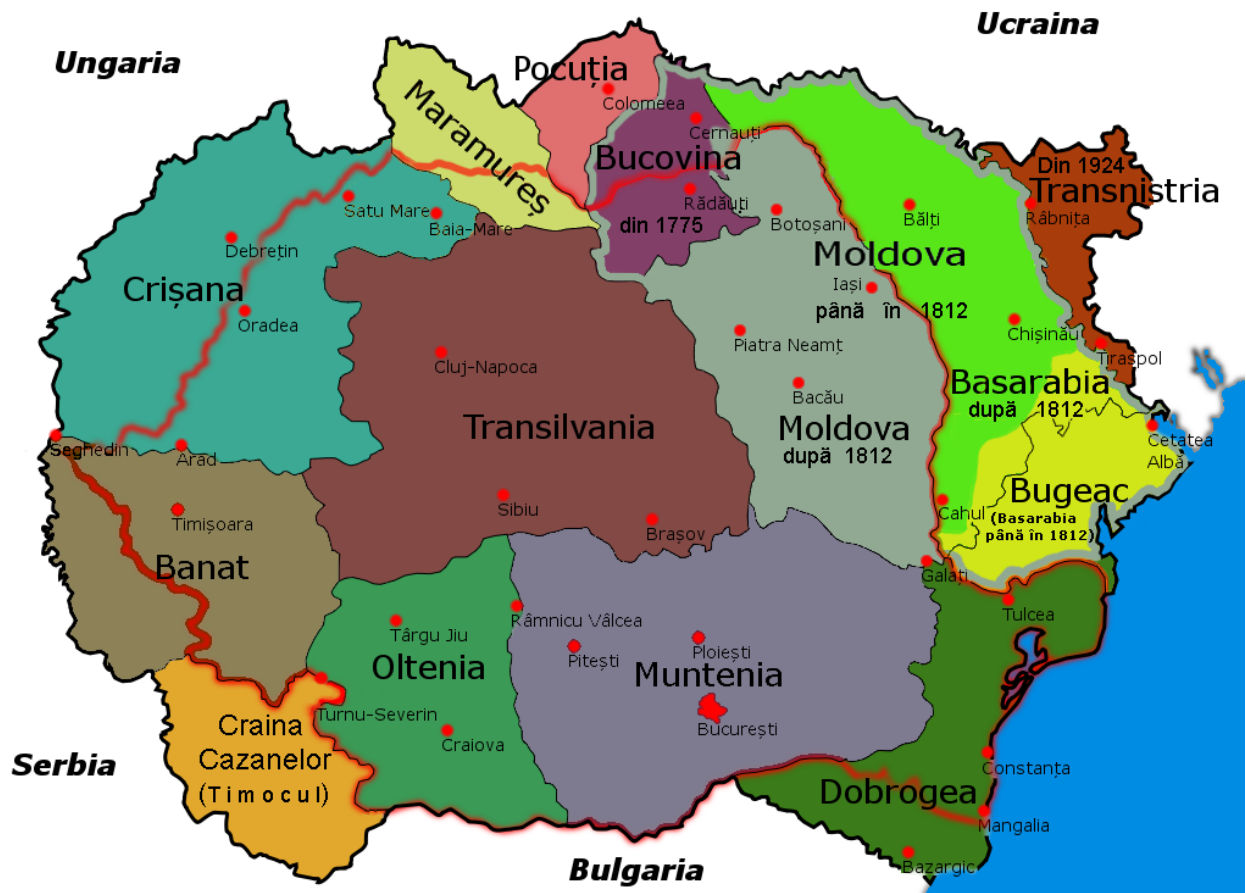 Ucraina
Ungaria
Pocuția
Colomeea
Maramureș
Cernauți
Bucovina
Din 1924
Transnistria
Rădăuți
din 1775
Satu Mare
Baia-Mare
Botoșani
Bălți
Râbnița
Debrețin
Moldova
Crișana
Iași
până în 1812
Oradea
Chișinău
Piatra Neamț
Tiraspol
Cluj-Napoca
Bacău
Basarabia
după 1812
Transilvania
Moldova
după 1812
Seghedin
Arad
Cetatea
Albă
Bugeac
(Basarabia
până în 1812)
Sibiu
Cahul
Timișoara
Brașov
Banat
Galați
Tulcea
Râmnicu Vâlcea
Târgu Jiu
Pitești
Ploiești
Oltenia
Muntenia
Turnu-Severin
Craina
Cazanelor
(Timocul)
Craiova
București
Serbia
Constanța
Dobrogea
Mangalia
Bulgaria
Bazargic